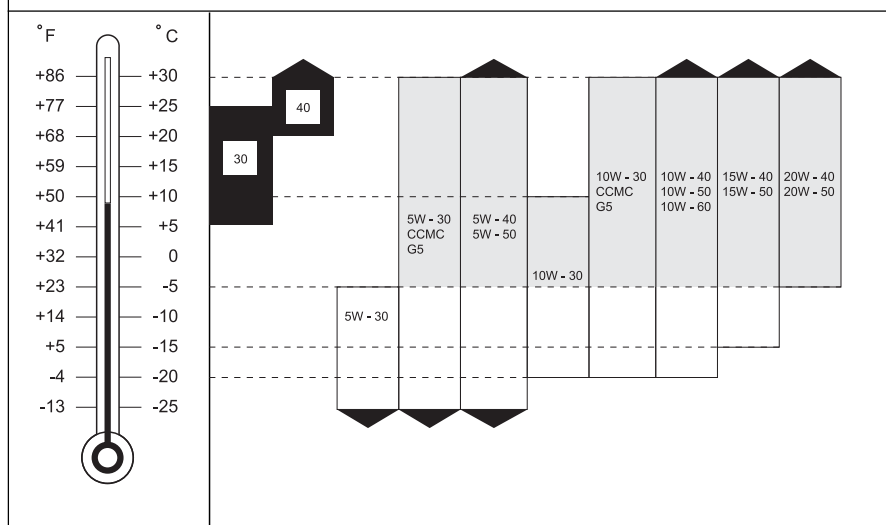 °F °C
+86 +30
+77 +25
+68 +20
+59 +15
+50 +10
+41 +5
+32 0
+23 -5
+14 -10
+5 -15
-4 -20
-13 -25
40
30
5W - 30
CCMC
G5
5W - 40
5W - 50
10W - 30
CCMC
G5
10W - 40
10W - 50
10W - 60
15W - 40
15W - 50
20W - 40
20W - 50
10W - 30
5W - 30